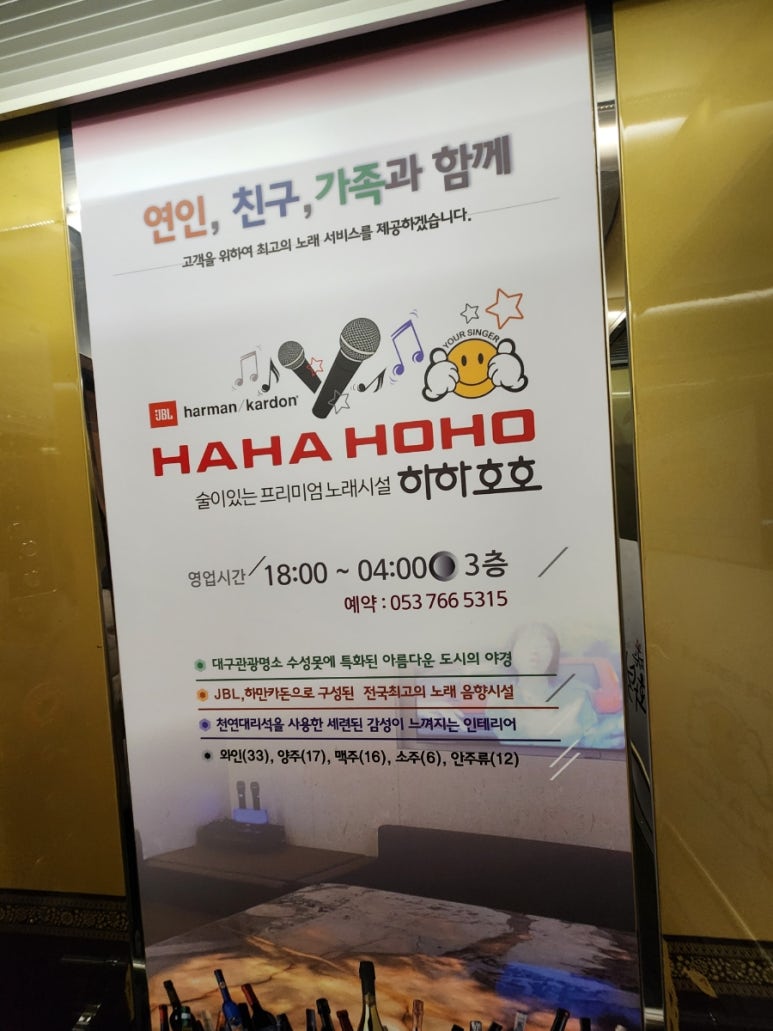 연인, 친구, 가족과 함께
고객을 위하여 최고의 노래 서비스를 제공하겠습니다.
YOUR SINGER
JBL harman/kardon
HAHA HOHO
술이있는 프리미엄 노래시설 하하호호
영업시간 18:00 ~ 04:00 3층
예약 : 053 766 5315
대구관광명소 수성못에 특화된 아름다운 도시의 야경
JBL,하만카돈으로 구성된 전국최고의 노래 음향시설
천연대리석을 사용한 세련된 감성이 느껴지는 인테리어
와인(33), 양주(17), 맥주(16), 소주(6), 안주류(12)